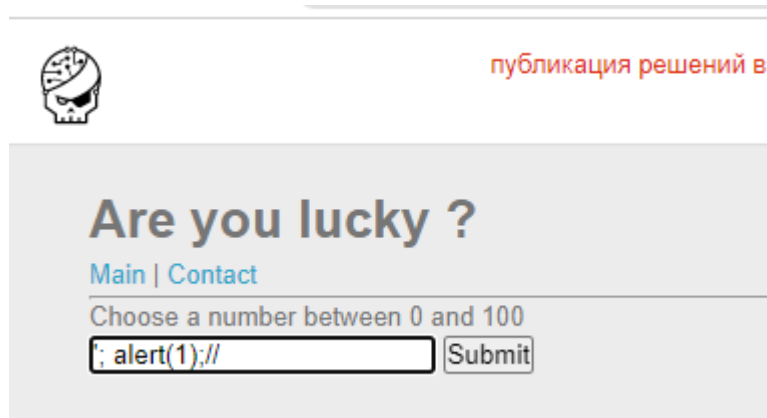 публикация решений в
Are you lucky ?
Main | Contact
Choose a number between 0 and 100
'; alert(1);//
Submit